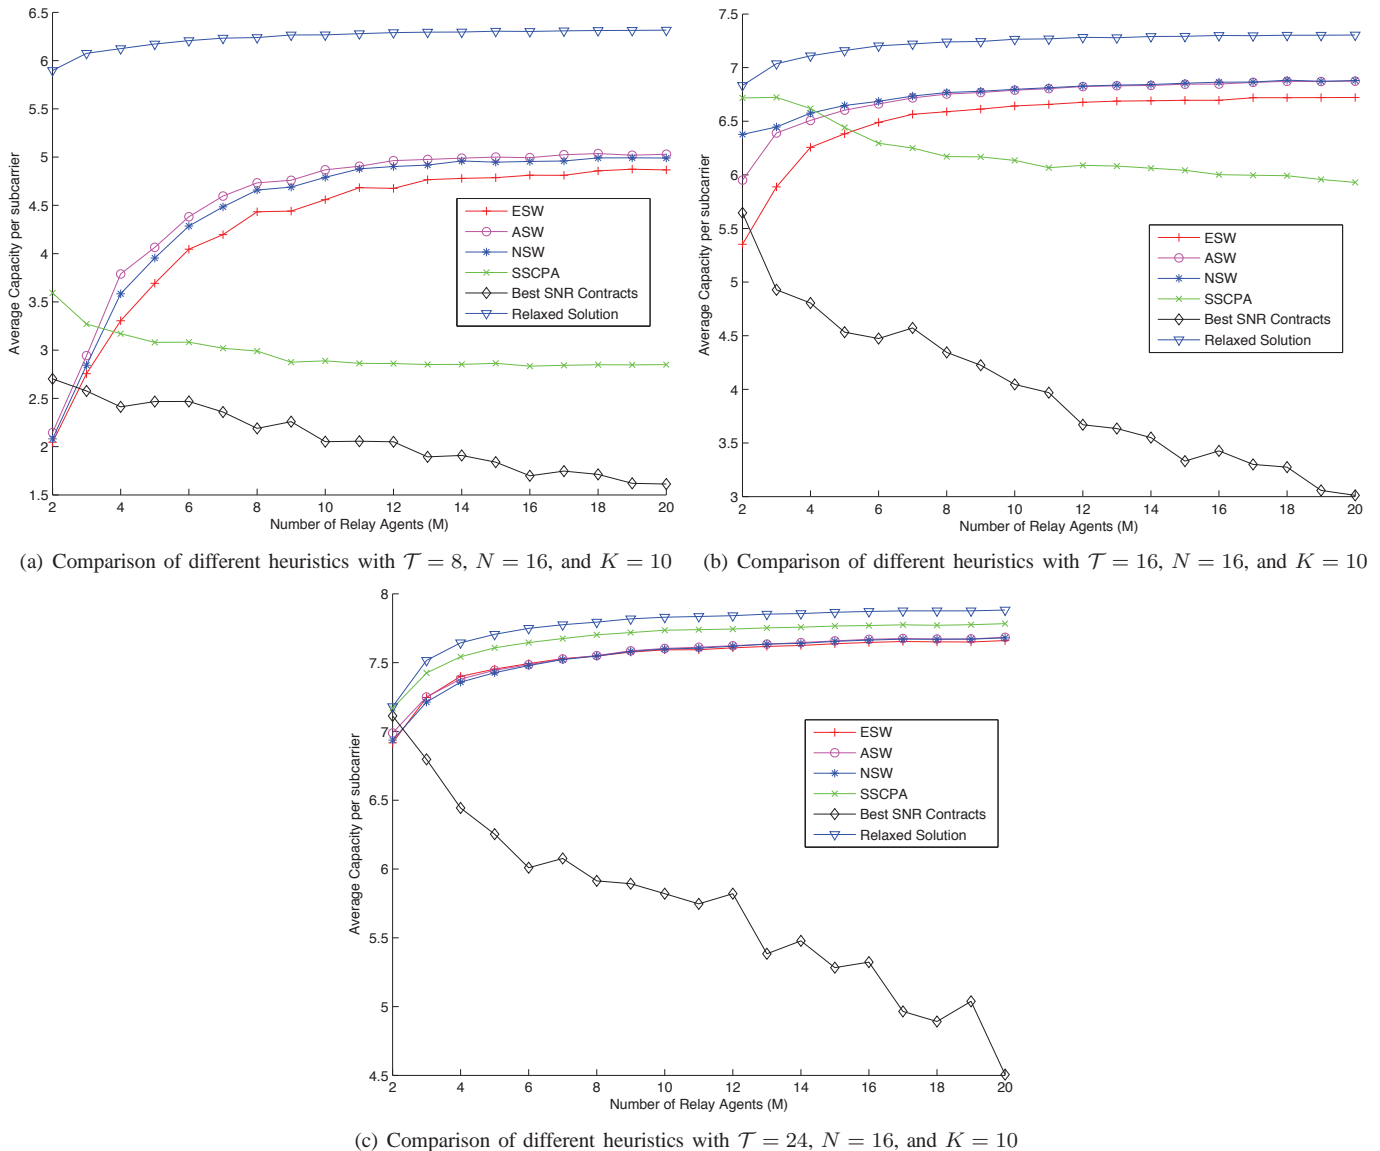 6.5
6
5.5
5
4.5
4
3.5
3
2.5
2
1.5
Average Capacity per subcarrier
2 4 6 8 10 12 14 16 18 20
Number of Relay Agents (M)
ESW
ASW
NSW
SSCPA
Best SNR Contracts
Relaxed Solution
(a) Comparison of different heuristics with 𝒯 = 8, N = 16, and K = 10
7.5
7
6.5
6
5.5
5
4.5
4
3.5
3
Average Capacity per subcarrier
2 4 6 8 10 12 14 16 18 20
Number of Relay Agents (M)
ESW
ASW
NSW
SSCPA
Best SNR Contracts
Relaxed Solution
(b) Comparison of different heuristics with 𝒯 = 16, N = 16, and K = 10
8
7.5
7
6.5
6
5.5
5
4.5
Average Capacity per subcarrier
2 4 6 8 10 12 14 16 18 20
Number of Relay Agents (M)
ESW
ASW
NSW
SSCPA
Best SNR Contracts
Relaxed Solution
(c) Comparison of different heuristics with 𝒯 = 24, N = 16, and K = 10